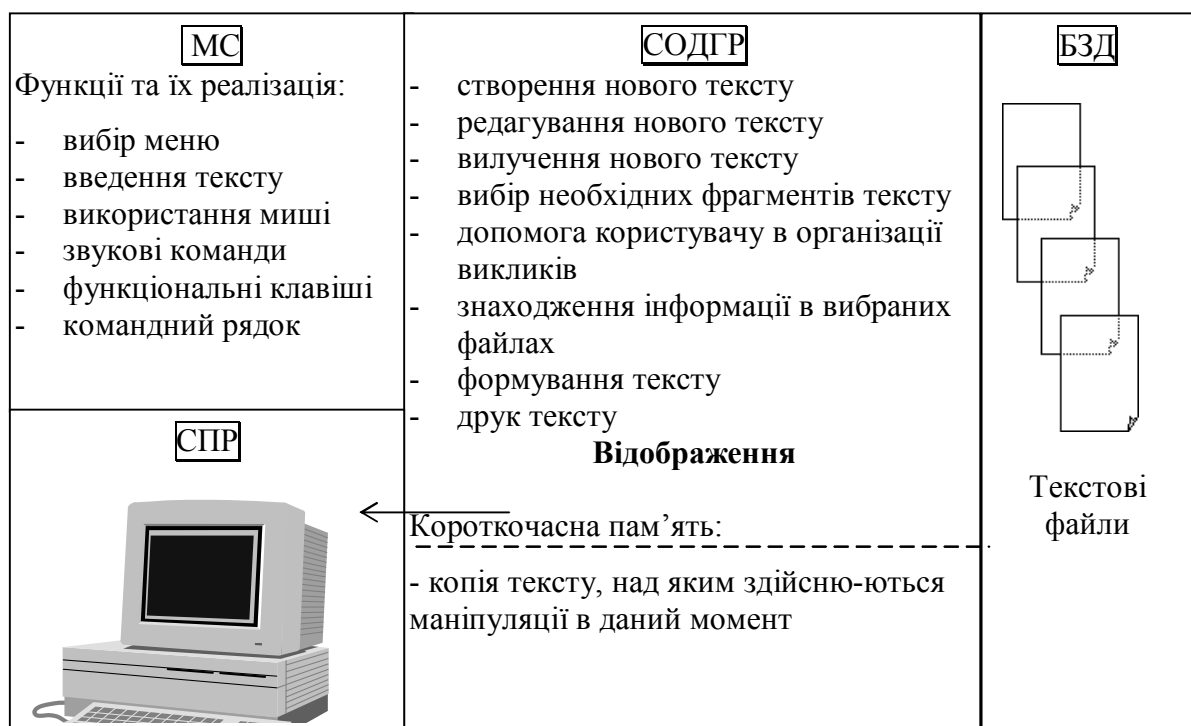 МС
Функції та їх реалізація:
- вибір меню
- введення тексту
- використання миші
- звукові команди
- функціональні клавіші
- командний рядок
СПР
СОДГР
- створення нового тексту
- редагування нового тексту
- вилучення нового тексту
- вибір необхідних фрагментів тексту
- допомога користувачу в організації
викликів
- знаходження інформації в вибраних
файлах
- формування тексту
- друк тексту
Відображення
Короткочасна пам’ять:
- копія тексту, над яким здійсню-ються
маніпуляції в даний момент
БЗД
Текстові
файли